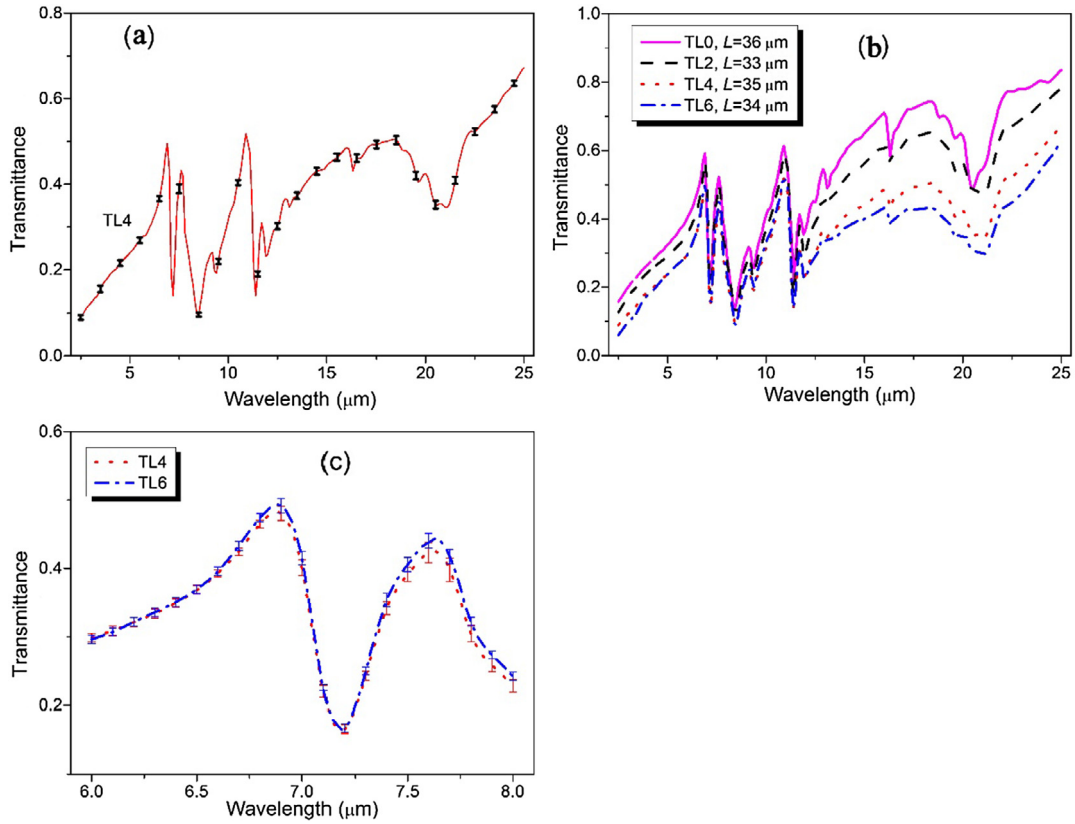 (a)
0.8
0.6
0.4
0.2
0.0
Transmittance
TL4
5
10
15
20
25
Wavelength (μm)
(b)
TL0, L=36 μm
TL2, L=33 μm
TL4, L=35 μm
TL6, L=34 μm
1.0
0.8
0.6
0.4
0.2
0.0
Transmittance
5
10
15
20
25
Wavelength (μm)
(c)
TL4
TL6
0.6
0.4
0.2
Transmittance
6.0
6.5
7.0
7.5
8.0
Wavelength (μm)